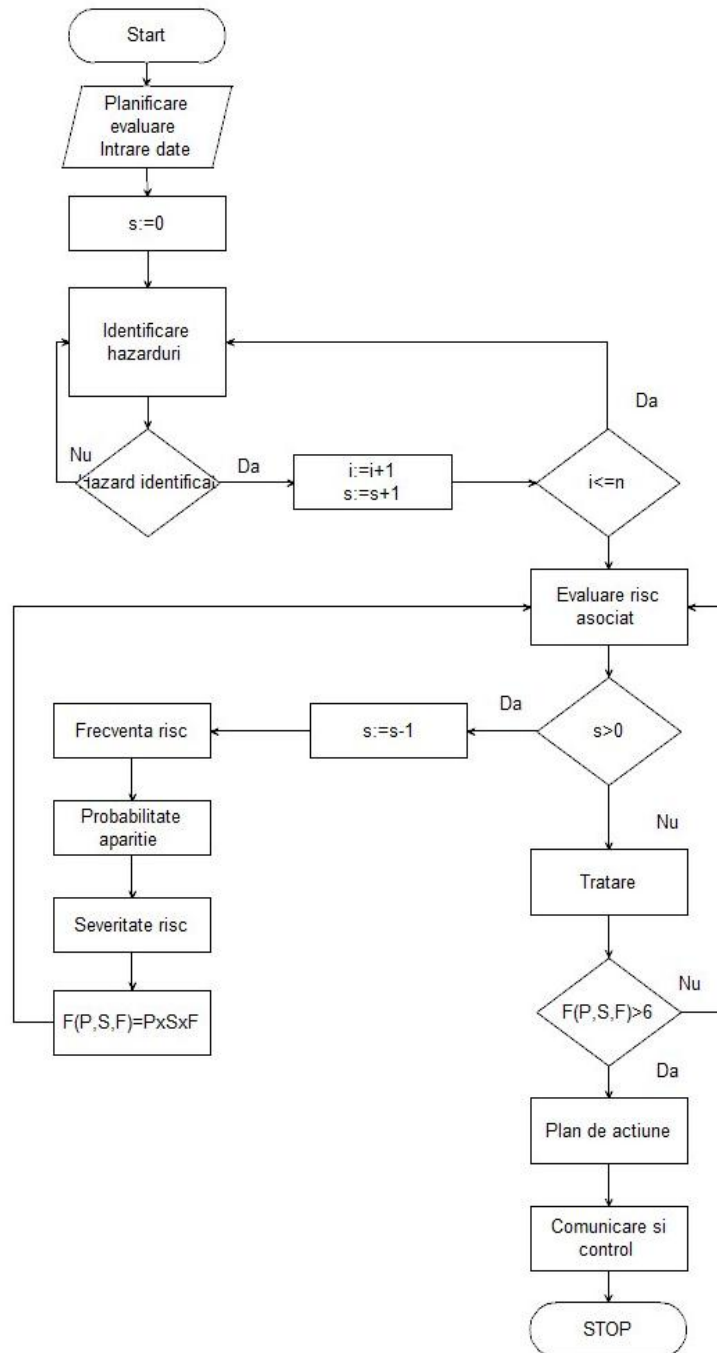 Start
Planificare
evaluare
Intrare date
s:=0
Identificare
hazarduri
Nu
Hazard identificat
Da
i:=i+1
s:=s+1
i<=n
Da
Evaluare risc
asociat
s>0
Da
s:=s-1
Frecventa risc
Probabilitate
aparitie
Severitate risc
F(P,S,F)=PxSxF
Nu
Tratare
F(P,S,F)>6
Nu
Da
Plan de actiune
Comunicare si
control
STOP